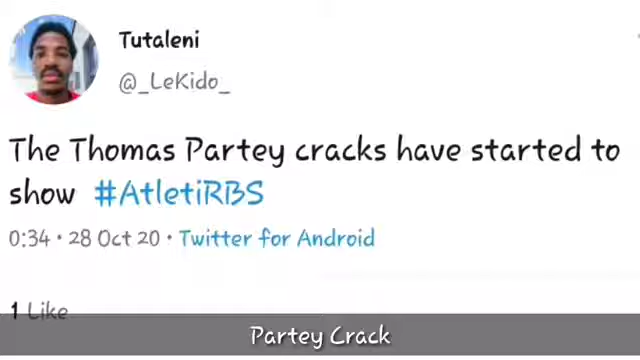 Tutaleni
@_LeKido_
The Thomas Partey cracks have started to
show #AtletiRBS
0:34 • 28 Oct 20 • Twitter for Android
1 Like
Partey Crack